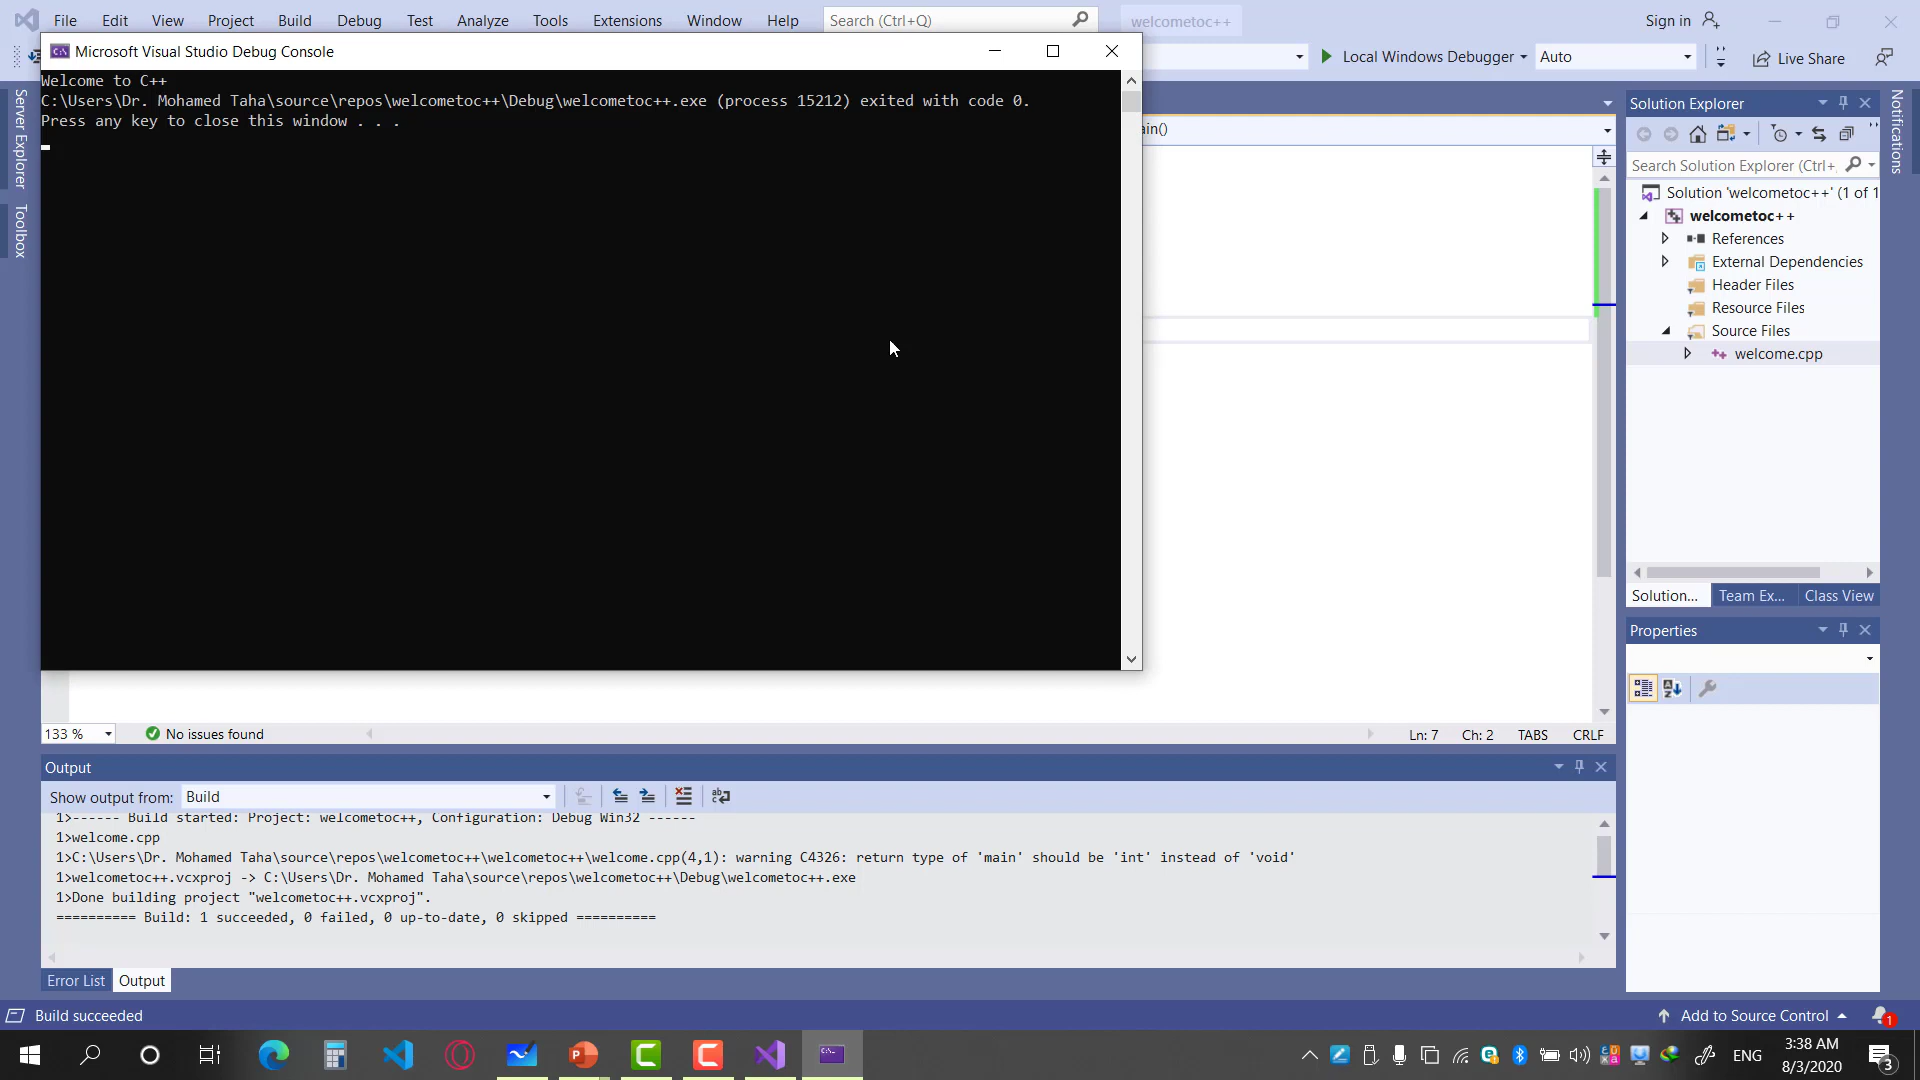 File Edit View Project Build Debug Test Analyze Tools Extensions Window Help Search (Ctrl+Q) welcometoc++ Sign in
Microsoft Visual Studio Debug Console
Local Windows Debugger Auto Live Share
Welcome to C++
C:\Users\Dr. Mohamed Taha\source\repos\welcometoc++\Debug\welcometoc++.exe (process 15212) exited with code 0.
Press any key to close this window . . .
Server Explorer
Toolbox
ain()
Solution Explorer
Search Solution Explorer (Ctrl+
Solution 'welcometoc++' (1 of 1
welcometoc++
References
External Dependencies
Header Files
Resource Files
Source Files
welcome.cpp
Notifications
Solution... Team Ex... Class View
Properties
133 % No issues found Ln: 7 Ch: 2 TABS CRLF
Output
Show output from: Build
1>------ Build started: Project: welcometoc++, Configuration: Debug Win32 ------
1>welcome.cpp
1>C:\Users\Dr. Mohamed Taha\source\repos\welcometoc++\welcometoc++\welcome.cpp(4,1): warning C4326: return type of 'main' should be 'int' instead of 'void'
1>welcometoc++.vcxproj -> C:\Users\Dr. Mohamed Taha\source\repos\welcometoc++\Debug\welcometoc++.exe
1>Done building project "welcometoc++.vcxproj".
========== Build: 1 succeeded, 0 failed, 0 up-to-date, 0 skipped ==========
Error List Output
Build succeeded Add to Source Control 1
ENG
3:38 AM
8/3/2020
3